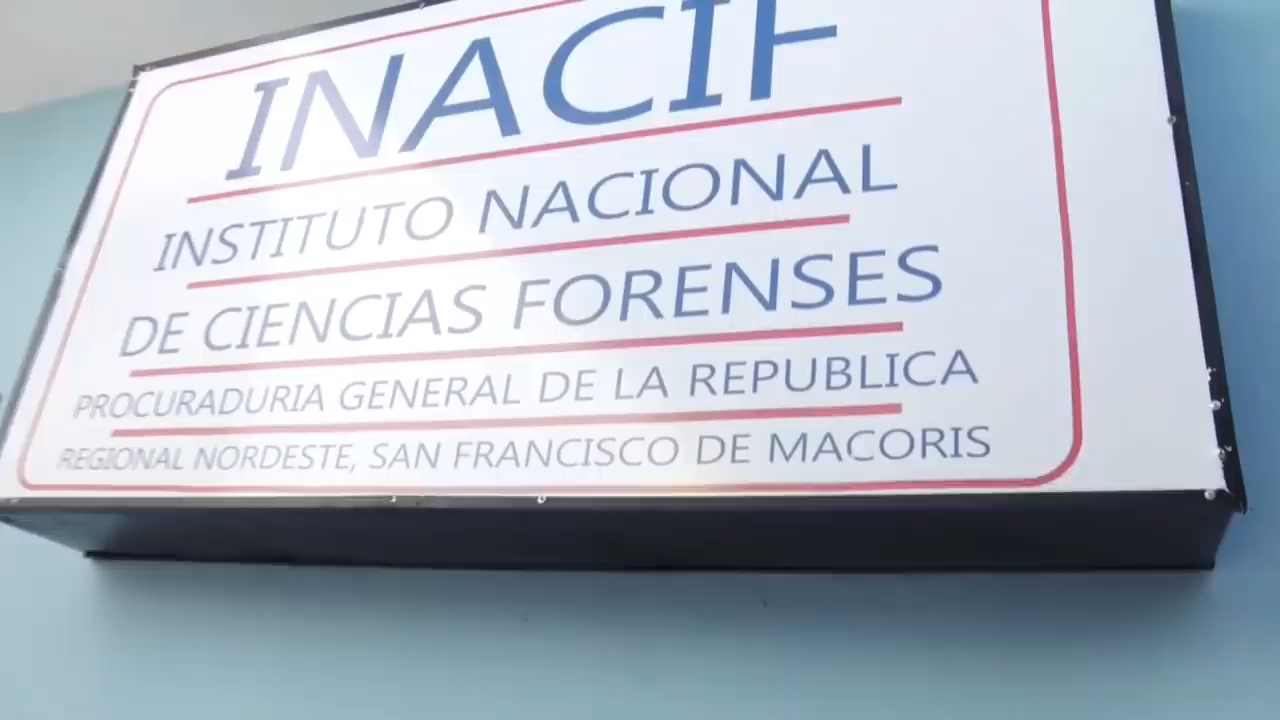 INACIF
INSTITUTO NACIONAL
DE CIENCIAS FORENSES
PROCURADURIA GENERAL DE LA REPUBLICA
REGIONAL NORDESTE, SAN FRANCISCO DE MACORIS